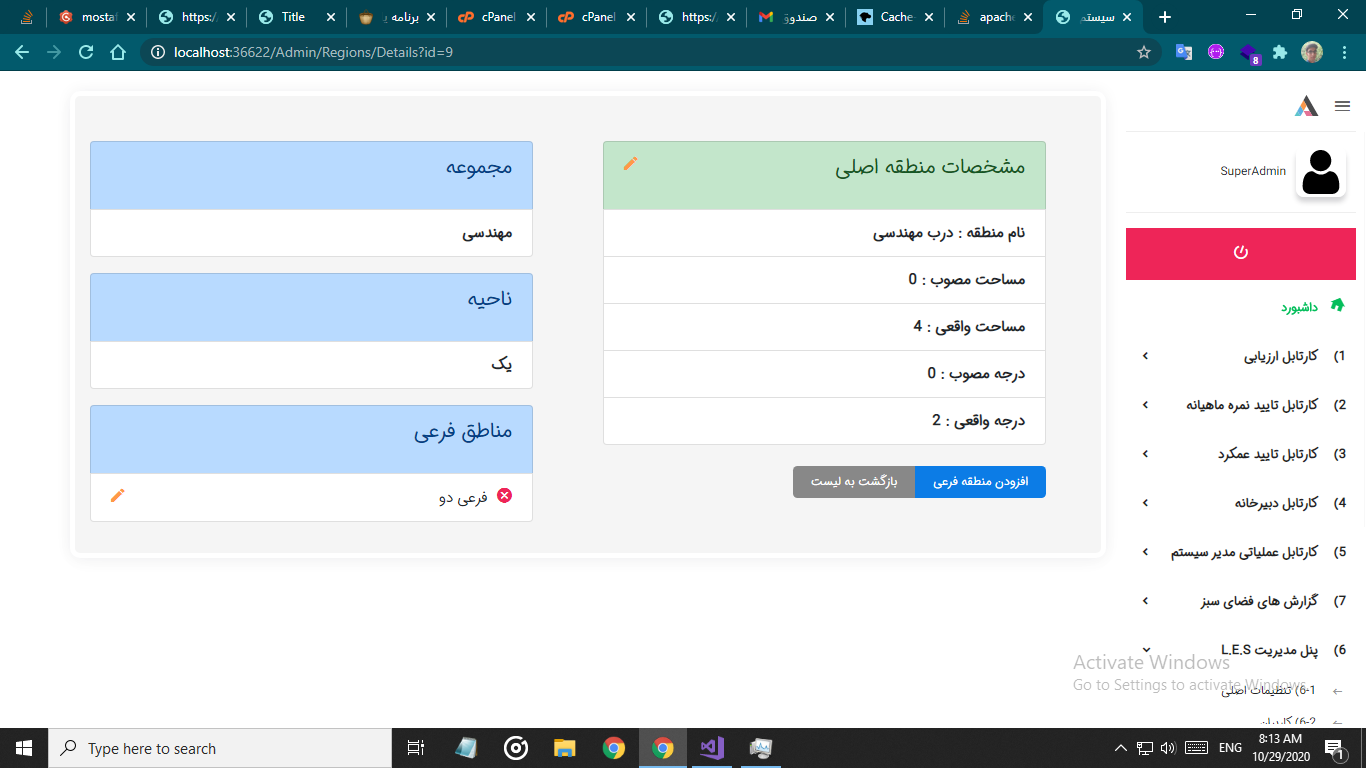 mostaf
https:/
Title
برنامه ی
cPanel
cPanel
https:/
صندوق
Cache-
apache
سیستم
localhost:36622/Admin/Regions/Details?id=9
8
SuperAdmin
داشبورد
1) کارتابل ارزیابی
2) کارتابل تایید نمره ماهیانه
3) کارتابل تایید عمکرد
4) کارتابل دبیرخانه
5) کارتابل عملیاتی مدیر سیستم
7) گزارش های فضای سبز
6) پنل مدیریت L.E.S
6-1) تنظیمات اصلی
6-2) کاربران
مشخصات منطقه اصلی
نام منطقه : درب مهندسی
مساحت مصوب : 0
مساحت واقعی : 4
درجه مصوب : 0
درجه واقعی : 2
افزودن منطقه فرعی
بازگشت به لیست
مجموعه
مهندسی
ناحیه
یک
مناطق فرعی
فرعی دو
Activate Windows
Go to Settings to activate Windows.
Type here to search
ENG
8:13 AM
10/29/2020
1